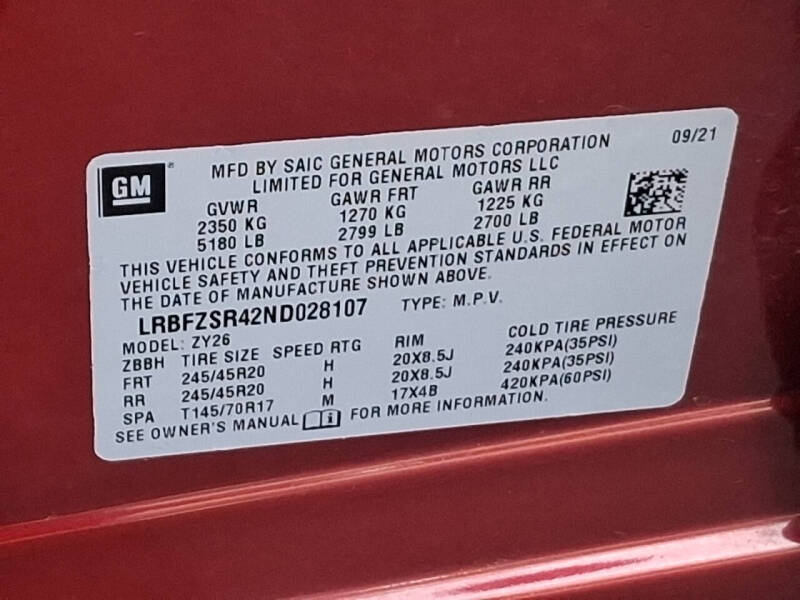 GM ®
MFD BY SAIC GENERAL MOTORS CORPORATION 09/21
LIMITED FOR GENERAL MOTORS LLC
GVWR GAWR FRT GAWR RR
2350 KG 1270 KG 1225 KG
5180 LB 2799 LB 2700 LB
THIS VEHICLE CONFORMS TO ALL APPLICABLE U.S. FEDERAL MOTOR
VEHICLE SAFETY AND THEFT PREVENTION STANDARDS IN EFFECT ON
THE DATE OF MANUFACTURE SHOWN ABOVE.
LRBFZSR42ND028107 TYPE: M.P.V.
MODEL: ZY26
ZBBH TIRE SIZE SPEED RTG RIM COLD TIRE PRESSURE
FRT 245/45R20 H 20X8.5J 240KPA(35PSI)
RR 245/45R20 H 20X8.5J 240KPA(35PSI)
SPA T145/70R17 M 17X4B 420KPA(60PSI)
SEE OWNER'S MANUAL i FOR MORE INFORMATION.